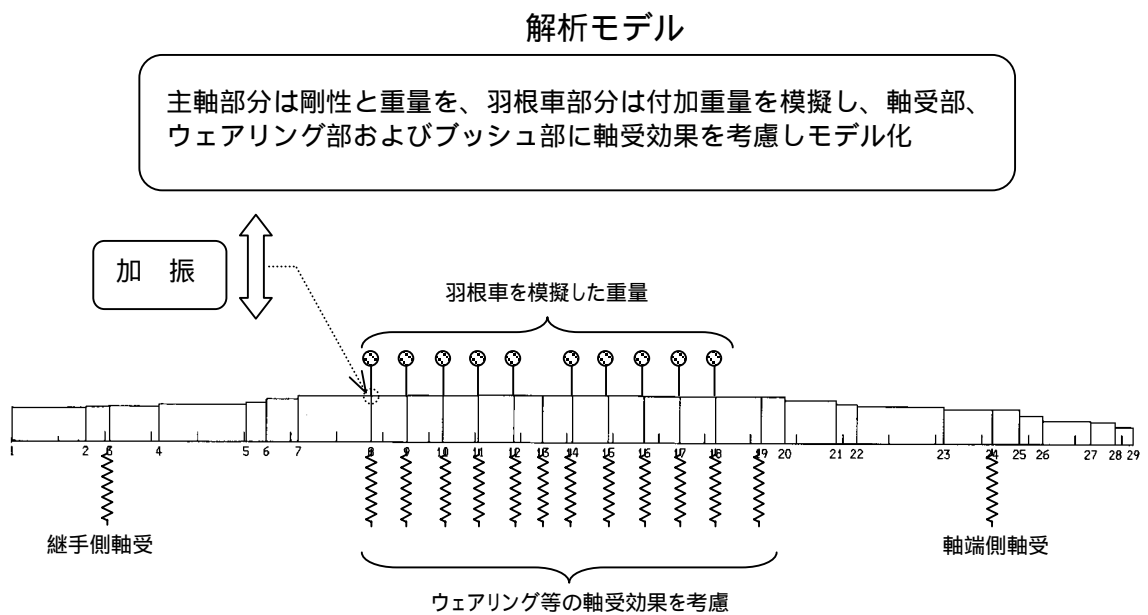 解析モデル
主軸部分は剛性と重量を、羽根車部分は付加重量を模擬し、軸受部、
ウェアリング部およびブッシュ部に軸受効果を考慮しモデル化
加 振
羽根車を模擬した重量
1 2 3 4 5 6 7 8 9 10 11 12 13 14 15 16 17 18 19 20 21 22 23 24 25 26 27 28 29
継手側軸受
軸端側軸受
ウェアリング等の軸受効果を考慮